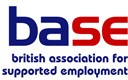 base
british association for
supported employment